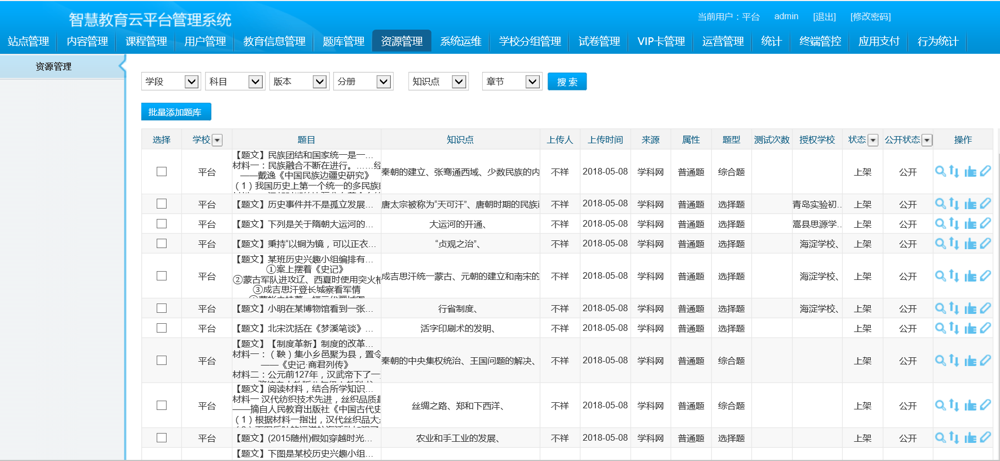 智慧教育云平台管理系统
当前用户：平台 admin [退出] [修改密码]
站点管理 内容管理 课程管理 用户管理 教育信息管理 题库管理 资源管理 系统运维 学校分组管理 试卷管理 VIP卡管理 运营管理 统计 终端管控 应用支付 行为统计
资源管理
学段 科目 版本 分册 知识点 章节 搜 索
批量添加题库
选择 学校 题目 知识点 上传人 上传时间 来源 属性 题型 测试次数 授权学校 状态 公开状态 操作
【题文】民族团结和国家统一是一...
材料一：民族融合不断在进行。……经
——戴逸《中国民族边疆史研究》
（1）我国历史上第一个统一的多民族
平台 秦朝的建立、张骞通西域、少数民族的内 不祥 2018-05-08 学科网 普通题 综合题 上架 公开
平台 【题文】历史事件并不是孤立发展... 唐太宗被称为“天可汗”、唐朝时期的民族 不祥 2018-05-08 学科网 普通题 选择题 青岛实验初.. 上架 公开
平台 【题文】下列是关于隋朝大运河的... 大运河的开通、 不祥 2018-05-08 学科网 普通题 选择题 嵩县思源学.. 上架 公开
平台 【题文】秉持“以铜为镜，可以正衣... “贞观之治”、 不祥 2018-05-08 学科网 普通题 选择题 海淀学校、 上架 公开
【题文】某班历史兴趣小组编排有...
①案上摆着《史记》
②蒙古军队进攻辽、西夏时使用突火枪
③成吉思汗登长城察看军情
平台 成吉思汗统一蒙古、元朝的建立和南宋的 不祥 2018-05-08 学科网 普通题 选择题 海淀学校、 上架 公开
平台 【题文】小明在某博物馆看到一张... 行省制度、 不祥 2018-05-08 学科网 普通题 选择题 海淀学校、 上架 公开
平台 【题文】北宋沈括在《梦溪笔谈》... 活字印刷术的发明、 不祥 2018-05-08 学科网 普通题 选择题 上架 公开
【题文】【制度革新】制度的改革...
材料一：（鞅）集小乡邑聚为县，置令
——《史记·商君列传》
材料二：公元前127年，汉武帝下了一
平台 秦朝的中央集权统治、王国问题的解决、 不祥 2018-05-08 学科网 普通题 综合题 上架 公开
【题文】阅读材料，结合所学知识...
材料一 汉代纺织技术先进，丝织品质量
——摘自人民教育出版社《中国古代史
（1）根据材料一指出，汉代丝织品大
平台 丝绸之路、郑和下西洋、 不祥 2018-05-08 学科网 普通题 综合题 上架 公开
平台 【题文】(2015随州)假如穿越时光... 农业和手工业的发展、 不祥 2018-05-08 学科网 普通题 选择题 上架 公开
【题文】下图是某校历史兴趣小组...